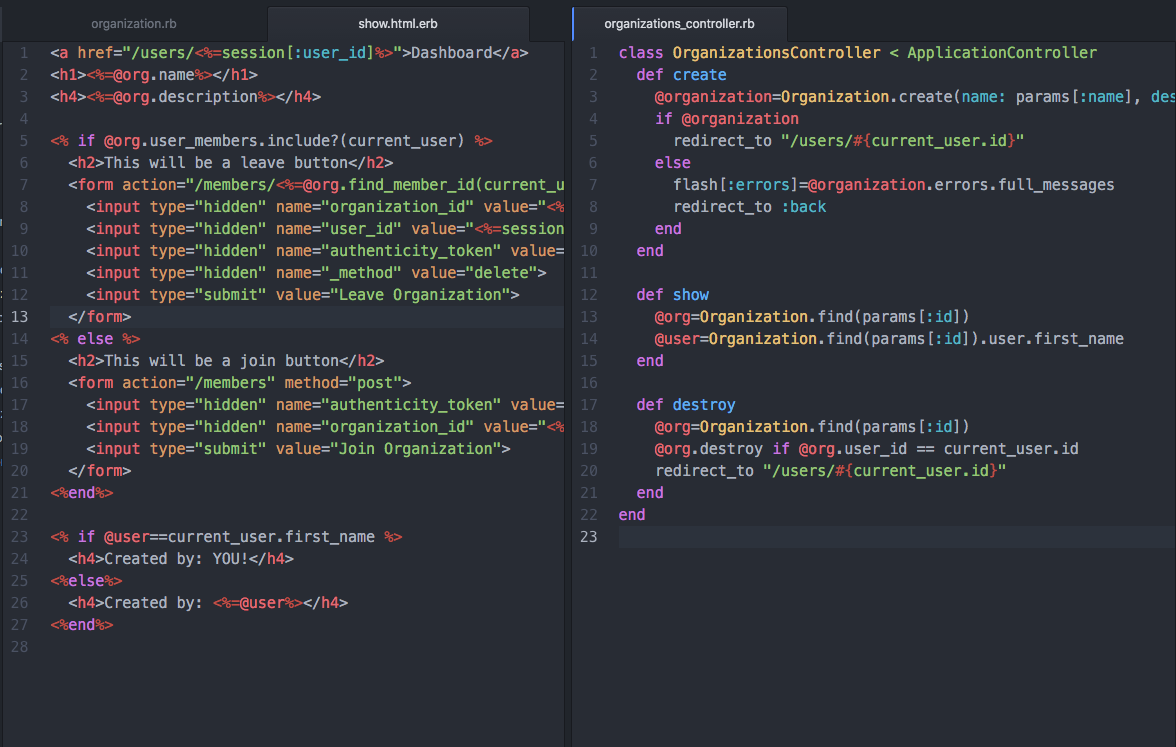 organization.rb
show.html.erb
1 <a href="/users/<%=session[:user_id]%>">Dashboard</a>
2 <h1><%=@org.name%></h1>
3 <h4><%=@org.description%></h4>
4
5 <% if @org.user_members.include?(current_user) %>
6 <h2>This will be a leave button</h2>
7 <form action="/members/<%=@org.find_member_id(current_u
8 <input type="hidden" name="organization_id" value="<%
9 <input type="hidden" name="user_id" value="<%=session
10 <input type="hidden" name="authenticity_token" value=
11 <input type="hidden" name="_method" value="delete">
12 <input type="submit" value="Leave Organization">
13 </form>
14 <% else %>
15 <h2>This will be a join button</h2>
16 <form action="/members" method="post">
17 <input type="hidden" name="authenticity_token" value=
18 <input type="hidden" name="organization_id" value="<%
19 <input type="submit" value="Join Organization">
20 </form>
21 <%end%>
22
23 <% if @user==current_user.first_name %>
24 <h4>Created by: YOU!</h4>
25 <%else%>
26 <h4>Created by: <%=@user%></h4>
27 <%end%>
28
organizations_controller.rb
1 class OrganizationsController < ApplicationController
2 def create
3 @organization=Organization.create(name: params[:name], des
4 if @organization
5 redirect_to "/users/#{current_user.id}"
6 else
7 flash[:errors]=@organization.errors.full_messages
8 redirect_to :back
9 end
10 end
11
12 def show
13 @org=Organization.find(params[:id])
14 @user=Organization.find(params[:id]).user.first_name
15 end
16
17 def destroy
18 @org=Organization.find(params[:id])
19 @org.destroy if @org.user_id == current_user.id
20 redirect_to "/users/#{current_user.id}"
21 end
22 end
23